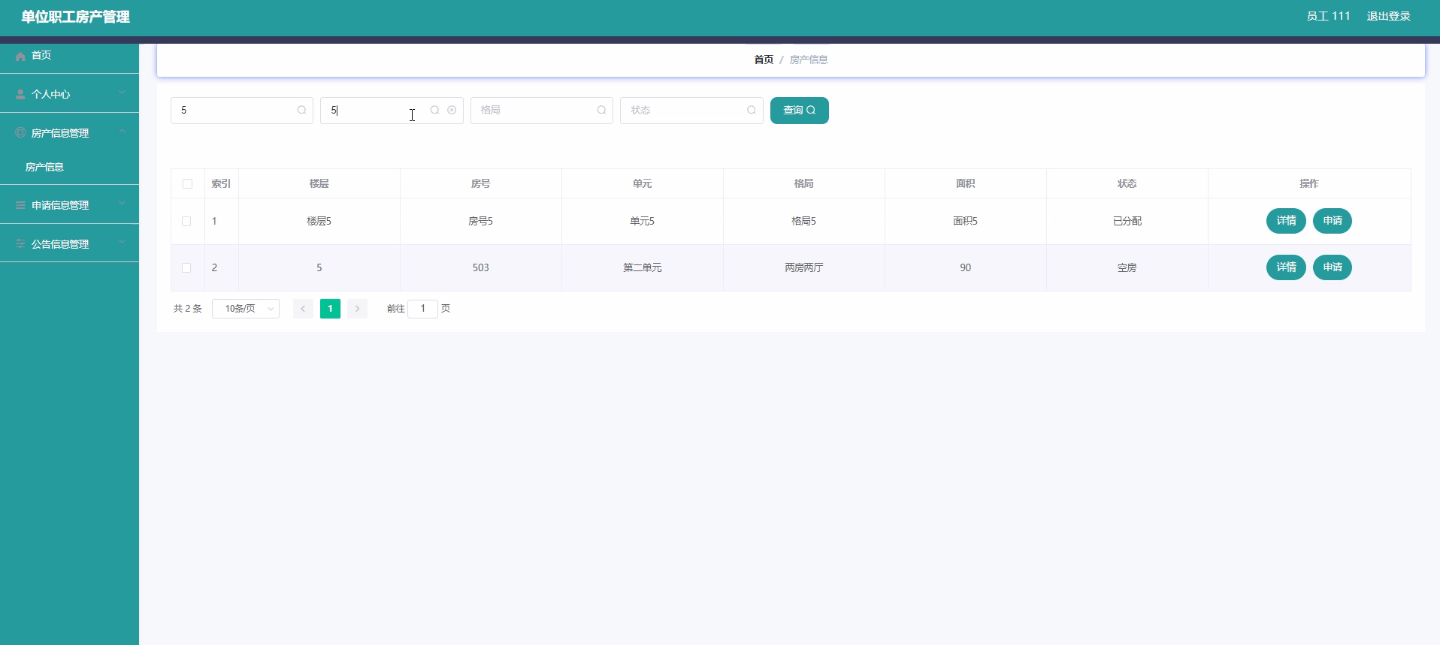 单位职工房产管理
员工 111 退出登录
首页
个人中心
房产信息管理
房产信息
申请信息管理
公告信息管理
首页 / 房产信息
5 5 格局 状态 查询
索引 楼层 房号 单元 格局 面积 状态 操作
1 楼层5 房号5 单元5 格局5 面积5 已分配 详情 申请
2 5 503 第二单元 两房两厅 90 空房 详情 申请
共 2 条 10条/页 1 前往 1 页